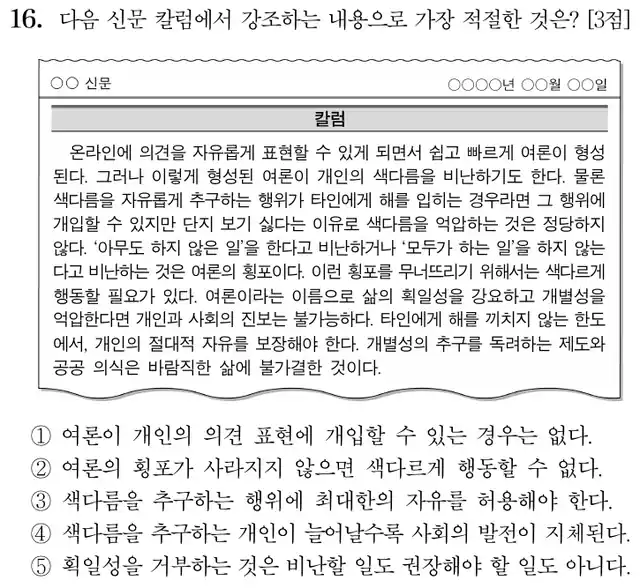 16. 다음 신문 칼럼에서 강조하는 내용으로 가장 적절한 것은? [3점]
○○ 신문 ○○○○년 ○○월 ○○일
칼럼
온라인에 의견을 자유롭게 표현할 수 있게 되면서 쉽고 빠르게 여론이 형성
된다. 그러나 이렇게 형성된 여론이 개인의 색다름을 비난하기도 한다. 물론
색다름을 자유롭게 추구하는 행위가 타인에게 해를 입히는 경우라면 그 행위에
개입할 수 있지만 단지 보기 싫다는 이유로 색다름을 억압하는 것은 정당하지
않다. ‘아무도 하지 않은 일’을 한다고 비난하거나 ‘모두가 하는 일’을 하지 않는
다고 비난하는 것은 여론의 횡포이다. 이런 횡포를 무너뜨리기 위해서는 색다르게
행동할 필요가 있다. 여론이라는 이름으로 삶의 획일성을 강요하고 개별성을
억압한다면 개인과 사회의 진보는 불가능하다. 타인에게 해를 끼치지 않는 한도
에서, 개인의 절대적 자유를 보장해야 한다. 개별성의 추구를 독려하는 제도와
공공 의식은 바람직한 삶에 불가결한 것이다.
① 여론이 개인의 의견 표현에 개입할 수 있는 경우는 없다.
② 여론의 횡포가 사라지지 않으면 색다르게 행동할 수 없다.
③ 색다름을 추구하는 행위에 최대한의 자유를 허용해야 한다.
④ 색다름을 추구하는 개인이 늘어날수록 사회의 발전이 지체된다.
⑤ 획일성을 거부하는 것은 비난할 일도 권장해야 할 일도 아니다.